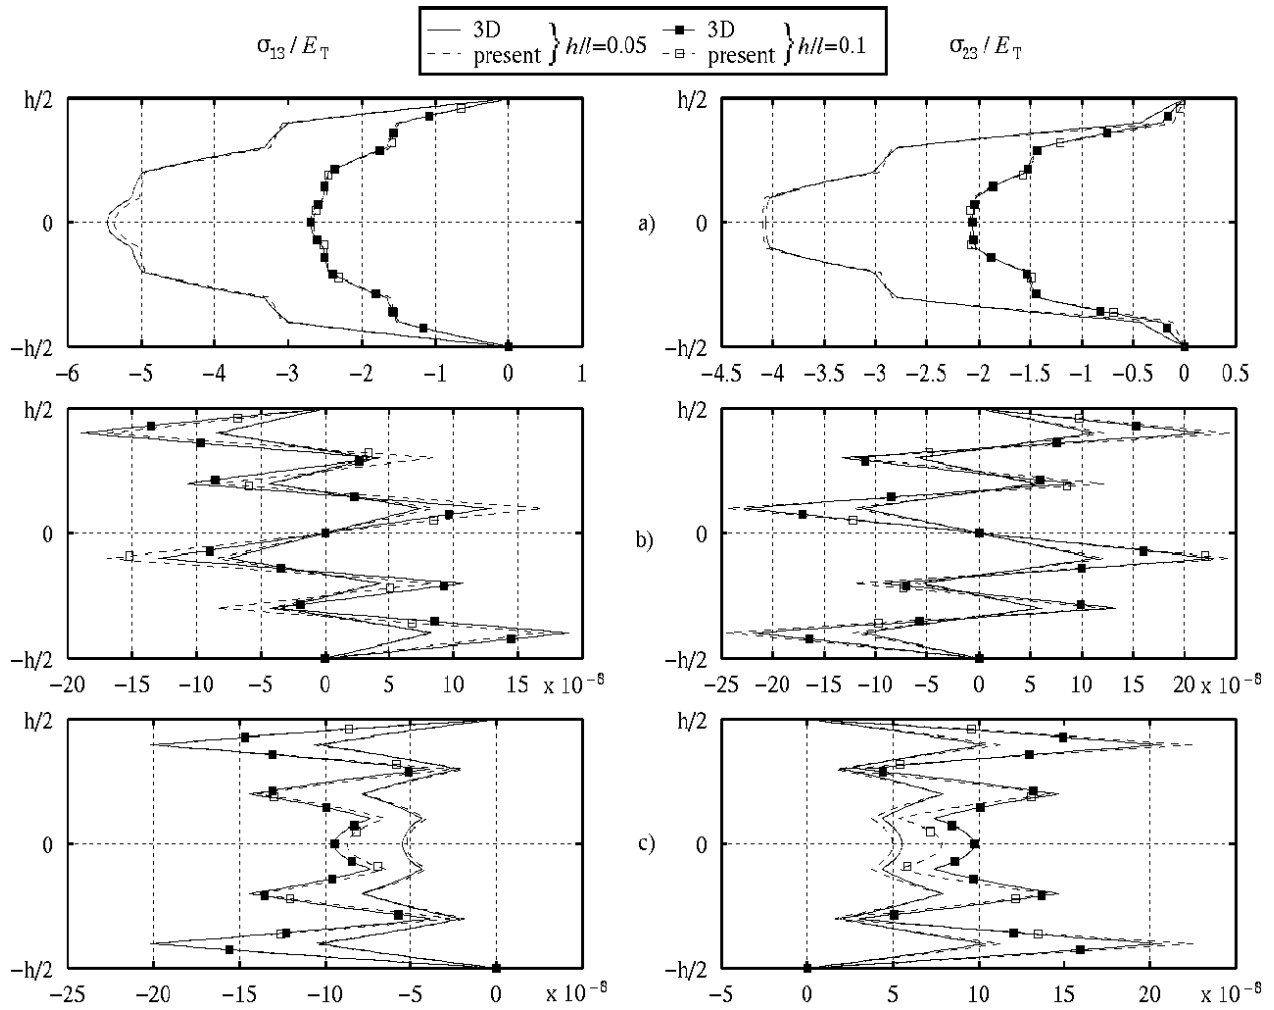 σ13 / ET
3D
present
} h/l=0.05
3D
present
} h/l=0.1
σ23 / ET
h/2
0
−h/2
−6 −5 −4 −3 −2 −1 0 1
a)
h/2
0
−h/2
−4.5 −4 −3.5 −3 −2.5 −2 −1.5 −1 −0.5 0 0.5
h/2
0
−h/2
−20 −15 −10 −5 0 5 10 15 x 10−8
b)
h/2
0
−h/2
−25 −20 −15 −10 −5 0 5 10 15 20 x 10−8
h/2
0
−h/2
−25 −20 −15 −10 −5 0 x 10−8
c)
h/2
0
−h/2
−5 0 5 10 15 20 x 10−8